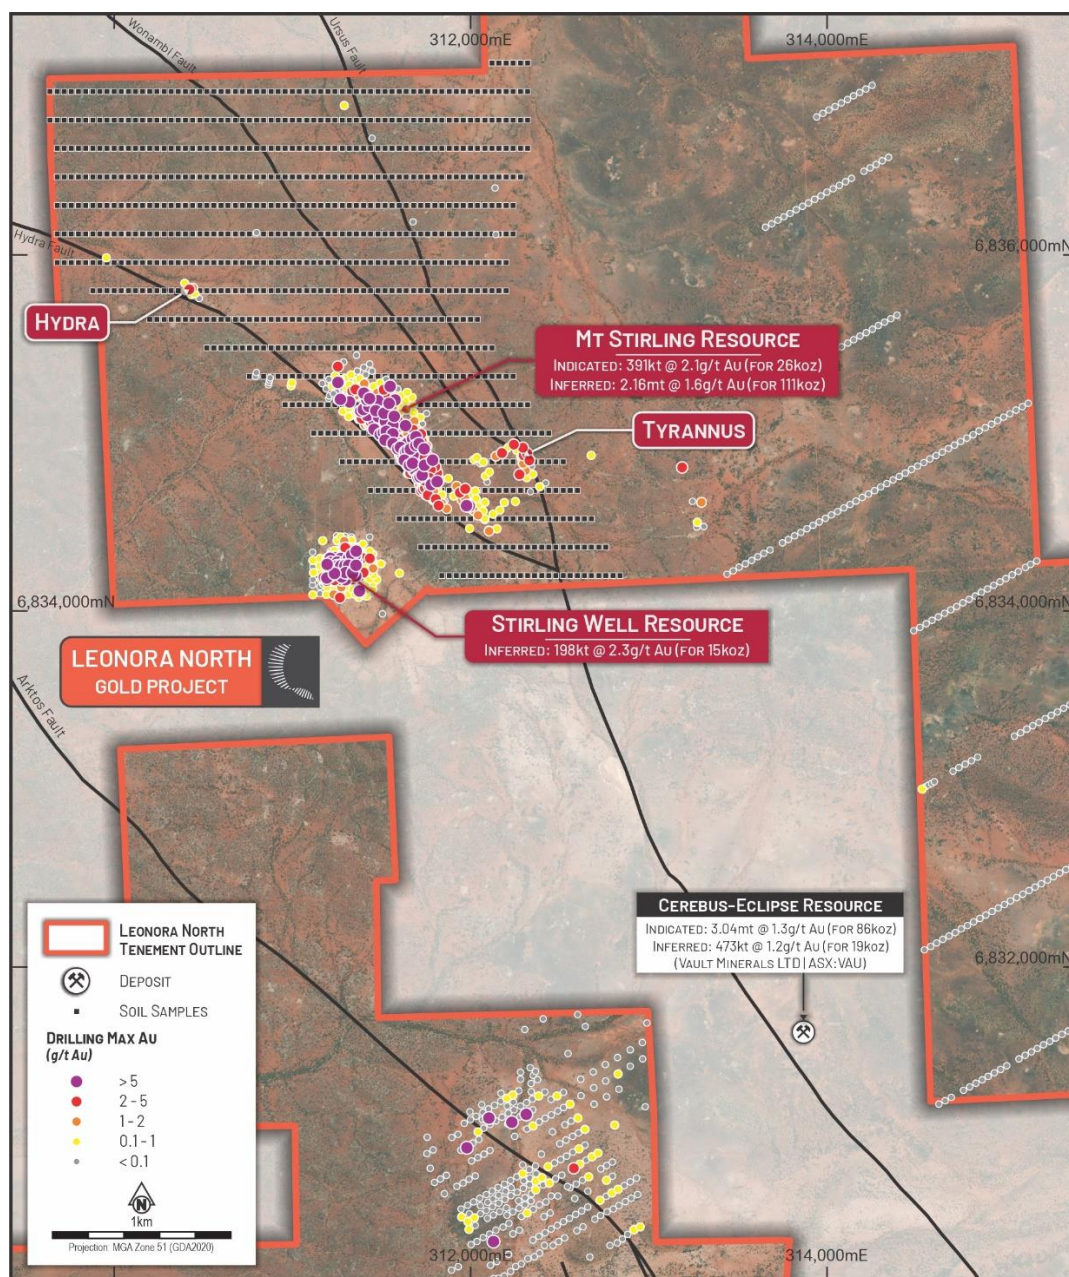 312,000mE
314,000mE
Wonambi Fault
Ursus Fault
Hydra Fault
6,836,000mN
HYDRA
MT STIRLING RESOURCE
INDICATED: 391kt @ 2.1g/t Au (FOR 26koz)
INFERRED: 2.16mt @ 1.6g/t Au (FOR 111koz)
TYRANNUS
6,834,000mN
6,834,000mN
STIRLING WELL RESOURCE
INFERRED: 198kt @ 2.3g/t Au (FOR 15koz)
LEONORA NORTH
GOLD PROJECT
Arktos Fault
CEREBUS-ECLIPSE RESOURCE
INDICATED: 3.04mt @ 1.3g/t Au (FOR 86koz)
INFERRED: 473kt @ 1.2g/t Au (FOR 19koz)
(VAULT MINERALS LTD | ASX:VAU)
6,832,000mN
LEONORA NORTH
TENEMENT OUTLINE
DEPOSIT
SOIL SAMPLES
DRILLING MAX AU
(g/t Au)
>5
2 - 5
1 - 2
0.1 - 1
<0.1
N
1km
Projection: MGA Zone 51 (GDA2020)
312,000mE
314,000mE